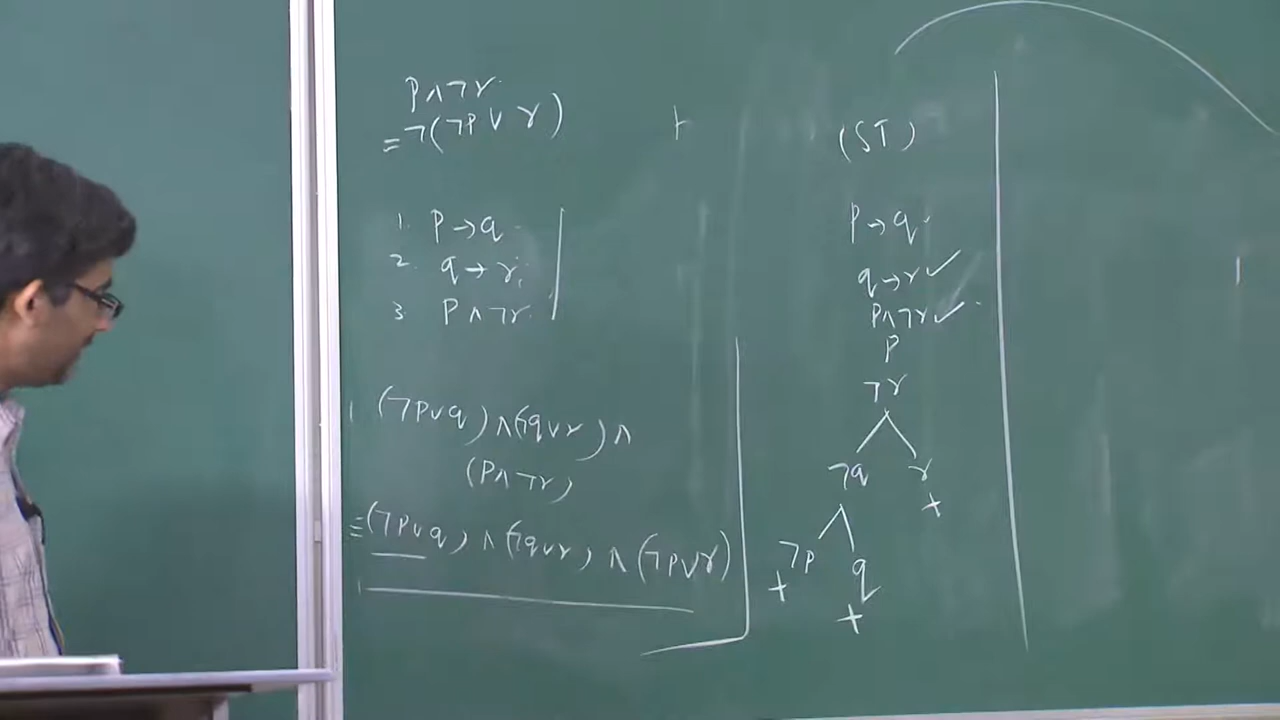 P∧¬r
=¬(¬P∨r)
1. P→q
2. q→r
3 P∧¬r
(¬P∨q)∧(¬q∨r)∧
(P∧¬r)
≡(¬P∨q)∧(¬q∨r)∧(¬P∨r)
⊢
(ST)
P→q
q→r✓
P∧¬r✓
P
¬r
¬q r
+
¬P q
+
+